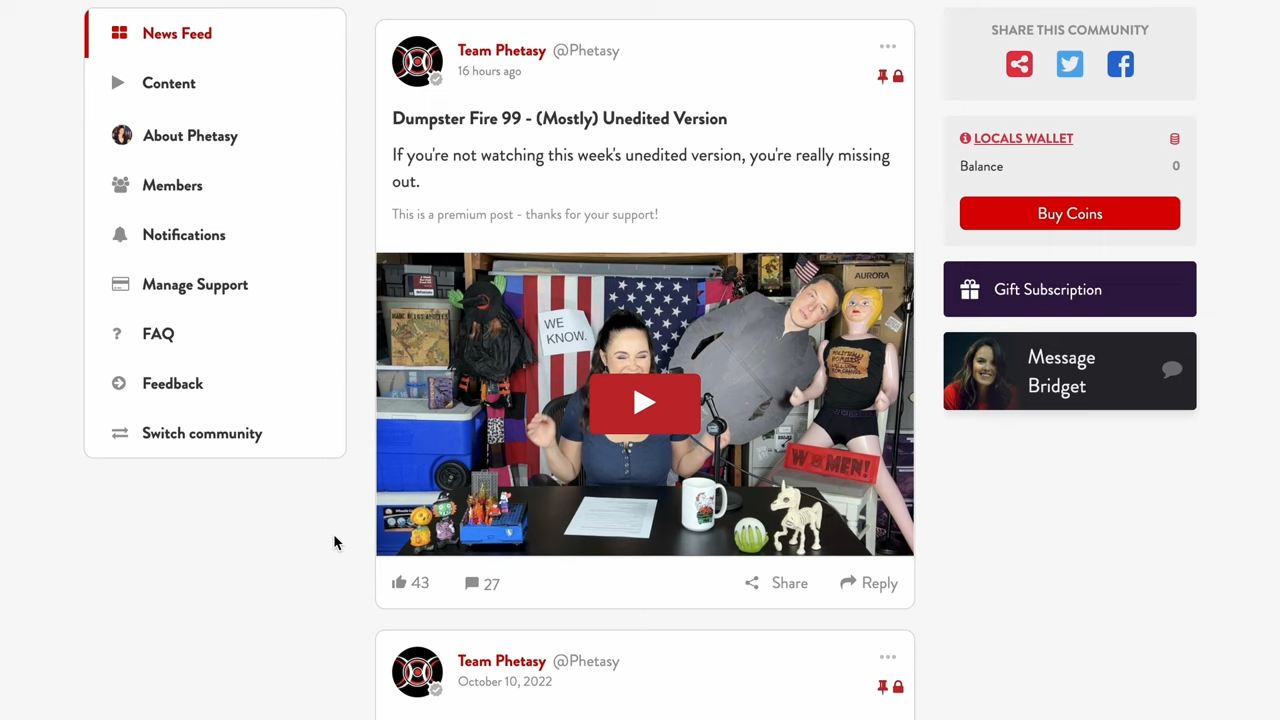 News Feed
Content
About Phetasy
Members
Notifications
Manage Support
? FAQ
Feedback
Switch community
Team Phetasy @Phetasy
16 hours ago
Dumpster Fire 99 - (Mostly) Unedited Version
If you're not watching this week's unedited version, you're really missing
out.
This is a premium post - thanks for your support!
WE
KNOW.
AURORA
W MEN!
43
27
Share
Reply
Team Phetasy @Phetasy
October 10, 2022
SHARE THIS COMMUNITY
LOCALS WALLET
Balance 0
Buy Coins
Gift Subscription
Message
Bridget